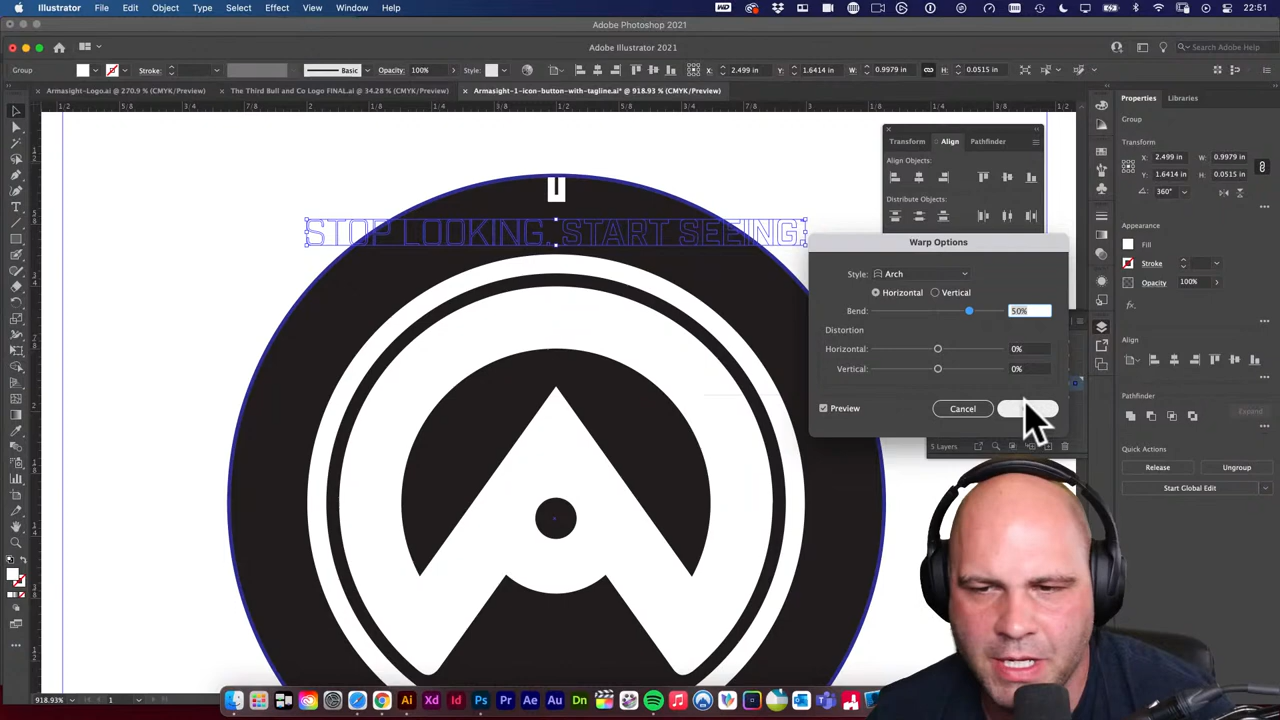 Illustrator File Edit Object Type Select Effect View Window Help 22:51
Adobe Photoshop 2021
Adobe Illustrator 2021
Search Adobe Help
Group Stroke: Basic Opacity: 100% Style: X: 2.499 in Y: 1.6414 in W: 0.9979 in H: 0.0515 in
Armasight-Logo.ai @ 270.9 % (CMYK/Preview) The Third Bull and Co Logo FINAL.ai @ 34.28 % (CMYK/Preview) Armasight-1-icon-button-with-tagline.ai* @ 918.93 % (CMYK/Preview)
Properties Libraries
Group
Transform
X: 2.499 in W: 0.9979 in
Y: 1.6414 in H: 0.0515 in
360°
Appearance
Fill
Stroke
Opacity 100%
Align
Pathfinder
Expand
Quick Actions
Release Ungroup
Start Global Edit
Transform Align Pathfinder
Align Objects:
Distribute Objects:
STOP LOOKING. START SEEING.
Warp Options
Style: Arch
Horizontal Vertical
Bend: 50%
Distortion
Horizontal: 0%
Vertical: 0%
Preview Cancel
5 Layers
918.93% 1